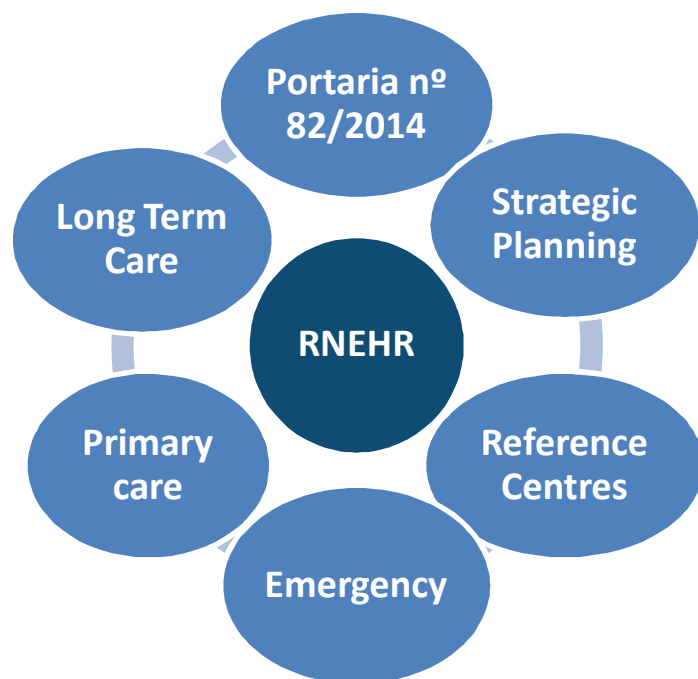 Portaria nº
82/2014
Strategic
Planning
Reference
Centres
Emergency
Primary
care
Long Term
Care
RNEHR